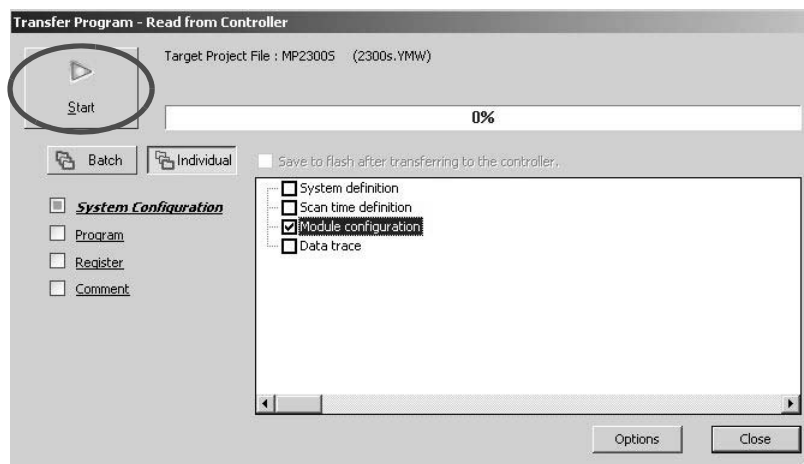 Transfer Program - Read from Controller
Target Project File : MP2300S (2300s.YMW)
Start
0%
Batch
Individual
Save to flash after transferring to the controller.
System Configuration
Program
Register
Comment
System definition
Scan time definition
Module configuration
Data trace
Options
Close